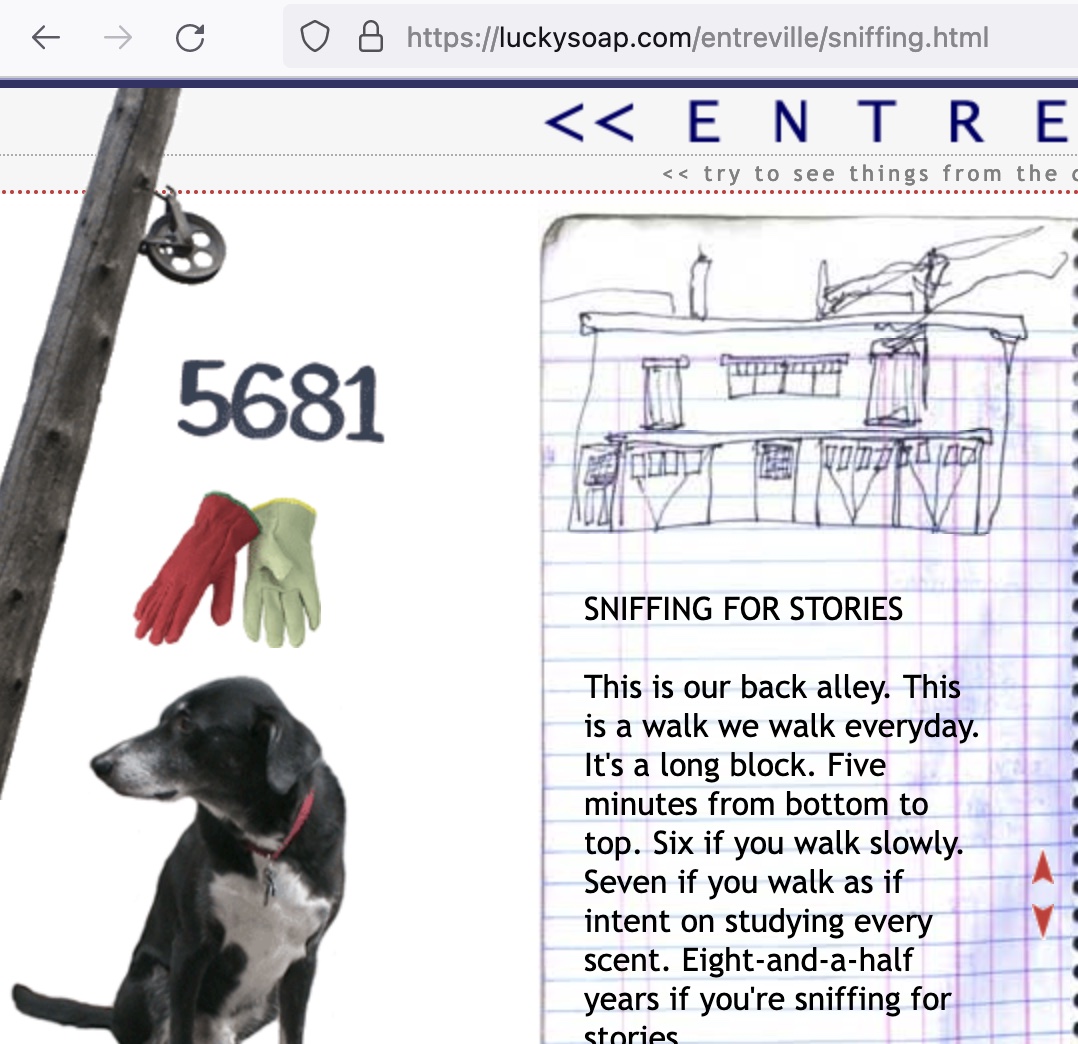 https://luckysoap.com/entreville/sniffing.html
<< E N T R E
<< try to see things from the
5681
SNIFFING FOR STORIES
This is our back alley. This
is a walk we walk everyday.
It's a long block. Five
minutes from bottom to
top. Six if you walk slowly.
Seven if you walk as if
intent on studying every
scent. Eight-and-a-half
years if you're sniffing for
stories